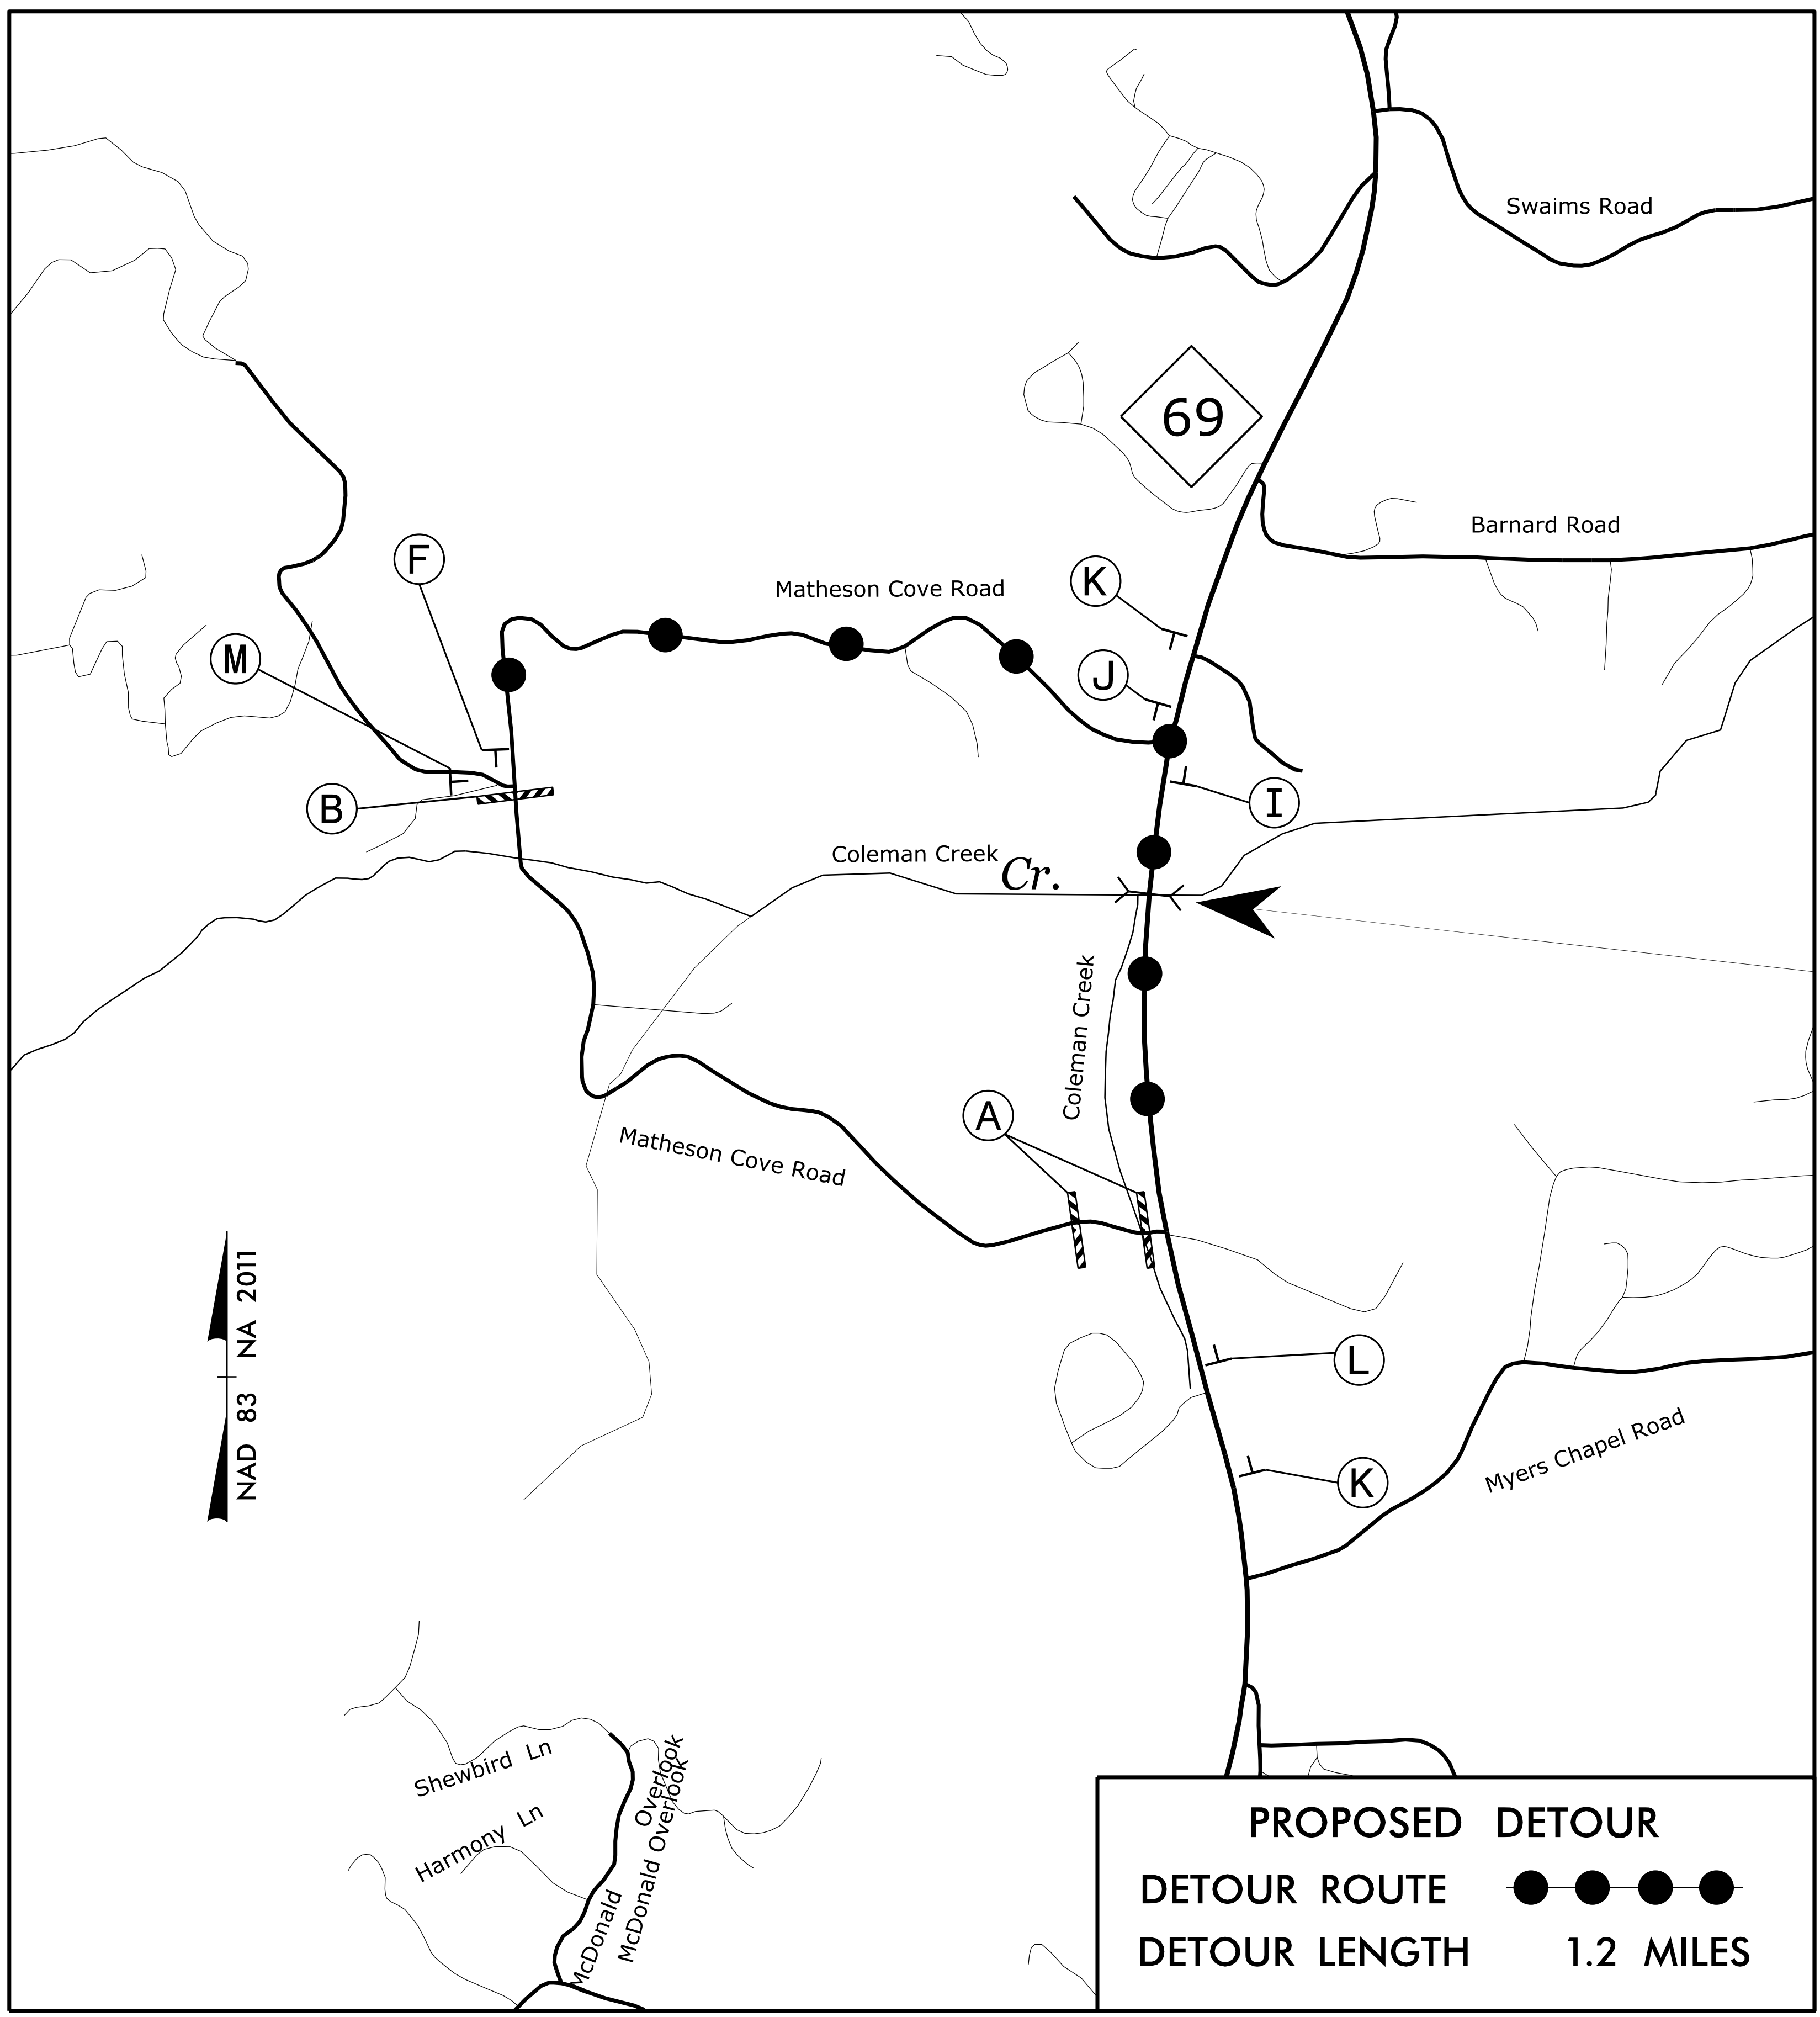 Swaims Road
69
Barnard Road
F
K
Matheson Cove Road
M
J
B
I
Coleman Creek
Cr.
Coleman Creek
A
Matheson Cove Road
NAD 83 NA 2011
L
Myers Chapel Road
K
Shewbird Ln
McDonald Overlook
McDonald Overlook
Harmony Ln
PROPOSED DETOUR
DETOUR ROUTE
DETOUR LENGTH 1.2 MILES